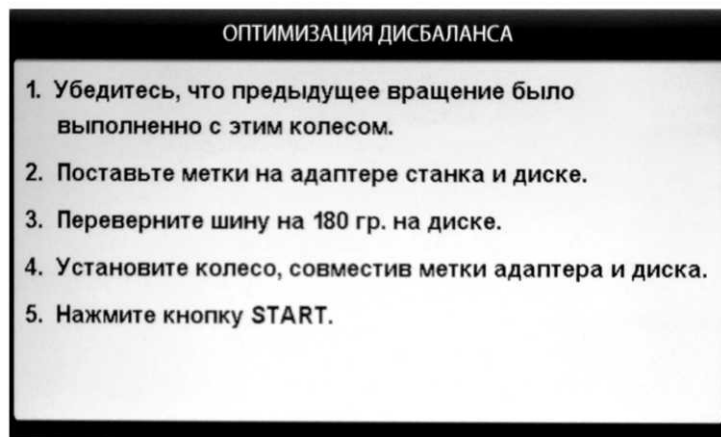 ОПТИМИЗАЦИЯ ДИСБАЛАНСА
1. Убедитесь, что предыдущее вращение было
выполненно с этим колесом.
2. Поставьте метки на адаптере станка и диске.
3. Переверните шину на 180 гр. на диске.
4. Установите колесо, совместив метки адаптера и диска.
5. Нажмите кнопку START.